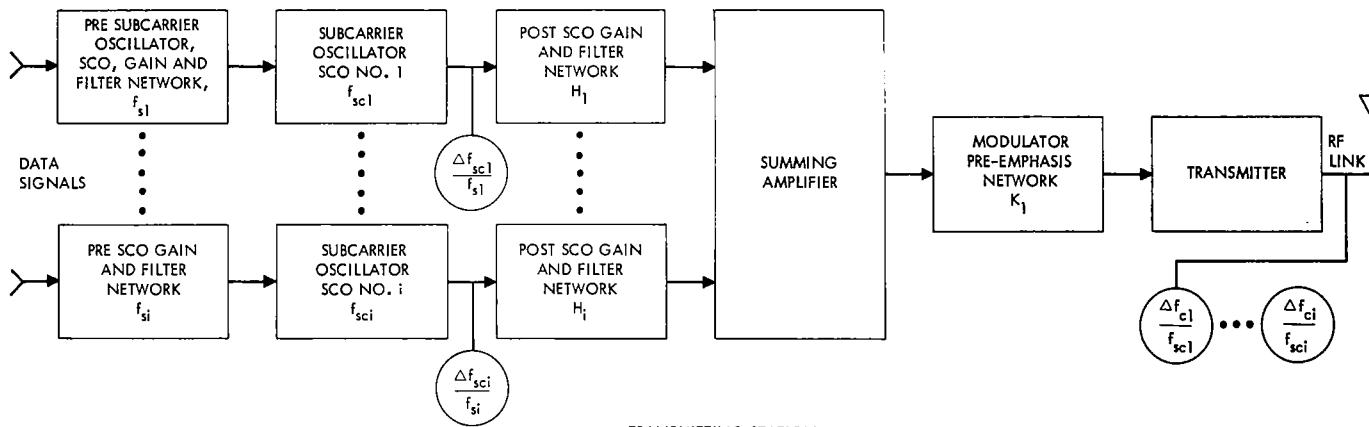 PRE SUBCARRIER
OSCILLATOR,
SCO, GAIN AND
FILTER NETWORK,
f_s1
SUBCARRIER
OSCILLATOR
SCO NO. 1
f_sc1
POST SCO GAIN
AND FILTER
NETWORK
H_1
Δf_sc1
f_s1
DATA
SIGNALS
SUMMING
AMPLIFIER
MODULATOR
PRE-EMPHASIS
NETWORK
K_1
TRANSMITTER
RF
LINK
PRE SCO GAIN
AND FILTER
NETWORK
f_si
SUBCARRIER
OSCILLATOR
SCO NO. i
f_sci
POST SCO GAIN
AND FILTER
NETWORK
H_i
Δf_sci
f_si
Δf_c1
f_sc1
Δf_ci
f_sci